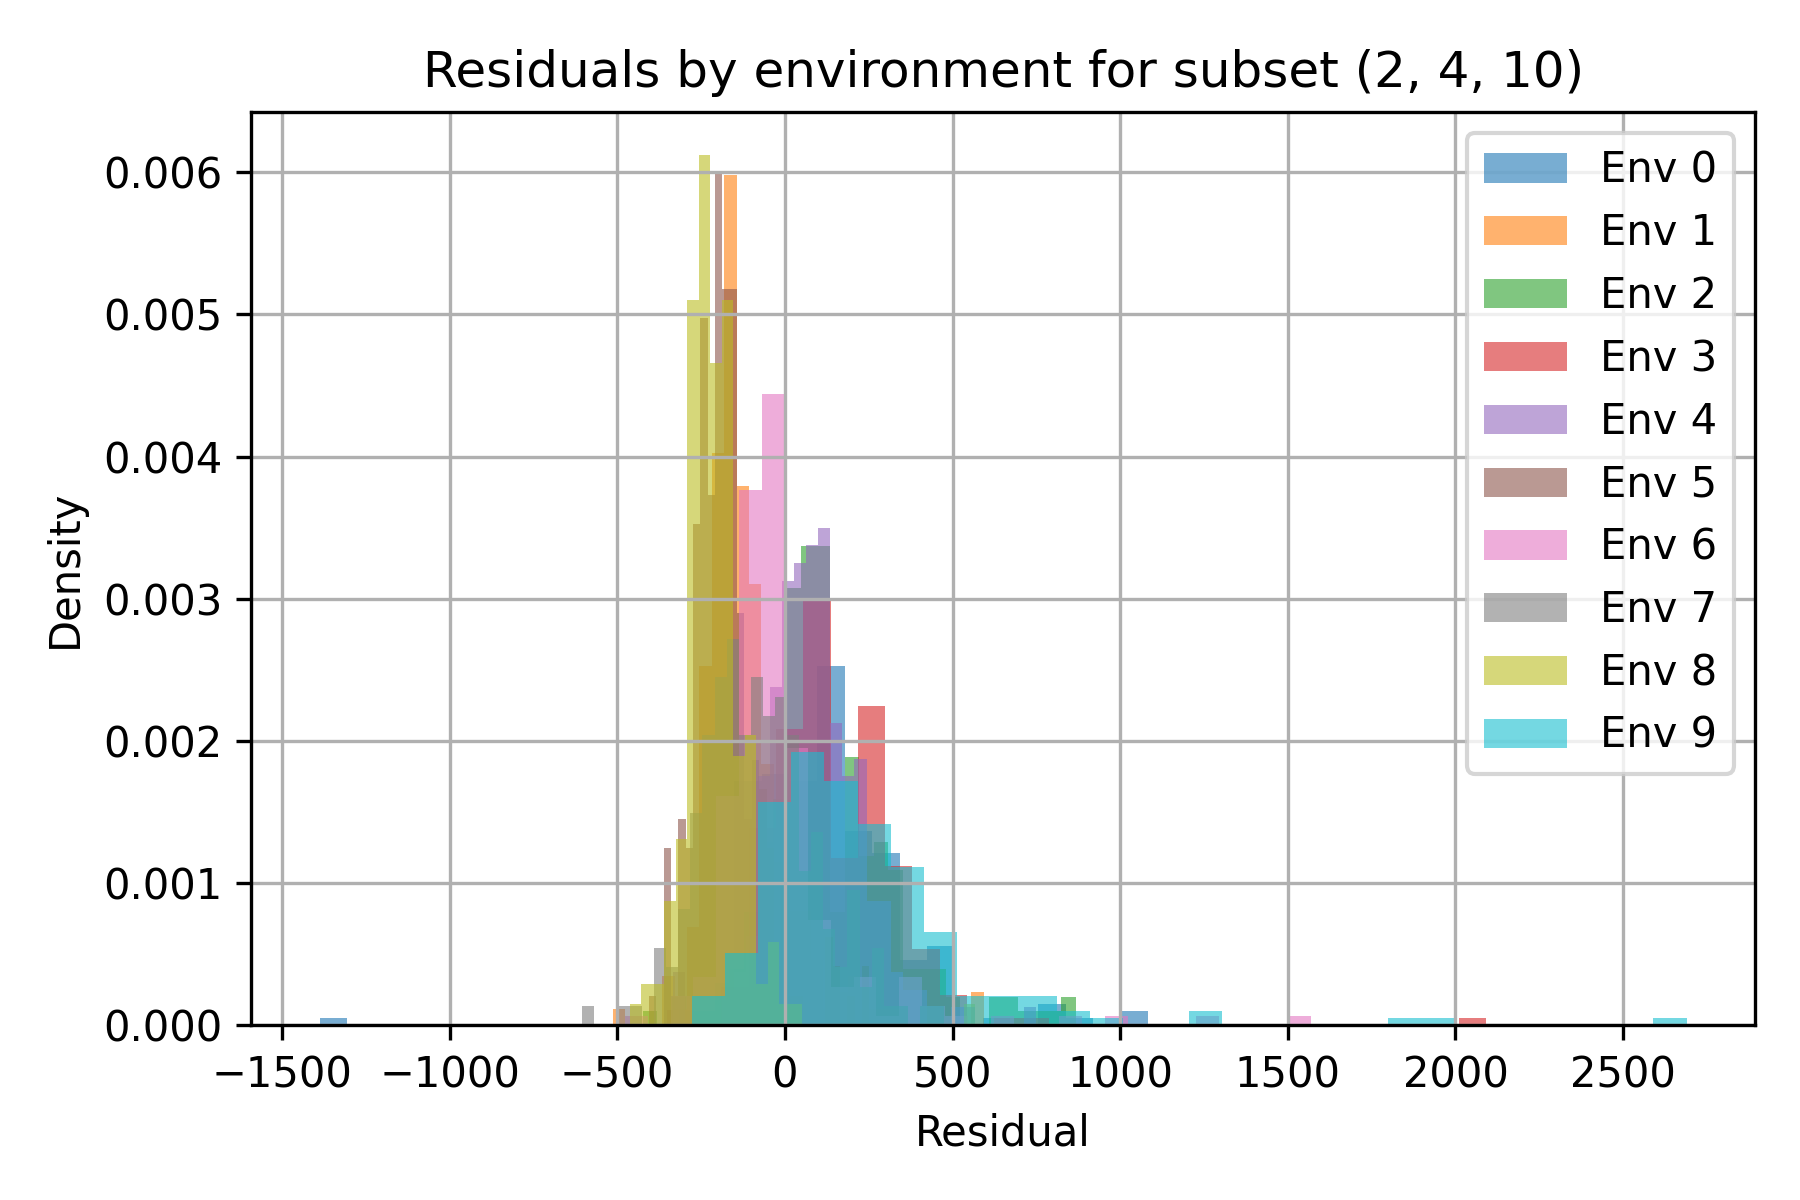 Residuals by environment for subset (2, 4, 10)
0.006
0.005
0.004
0.003
0.002
0.001
0.000
Density
Env 0
Env 1
Env 2
Env 3
Env 4
Env 5
Env 6
Env 7
Env 8
Env 9
−1500 −1000 −500 0 500 1000 1500 2000 2500
Residual